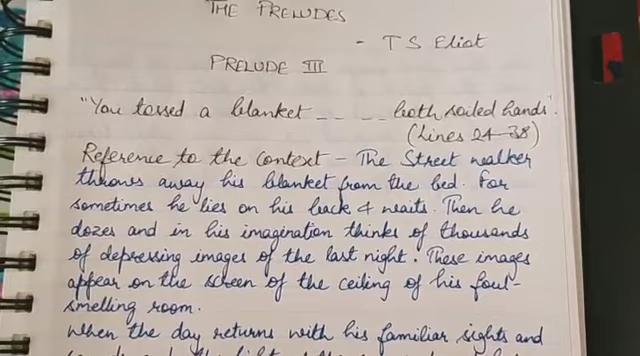 THE PRELUDES
- T S Eliot
PRELUDE III
"You tossed a blanket _ _ _ _ both soiled hands".
(Lines 24-38)
Reference to the context - The Street walker
throws away his blanket from the bed. For
sometimes he lies on his back & waits. Then he
dozes and in his imagination thinks of thousands
of depressing images of the last night. These images
appear on the screen of the ceiling of his foul-
smelling room.
When the day returns with his familiar sights and